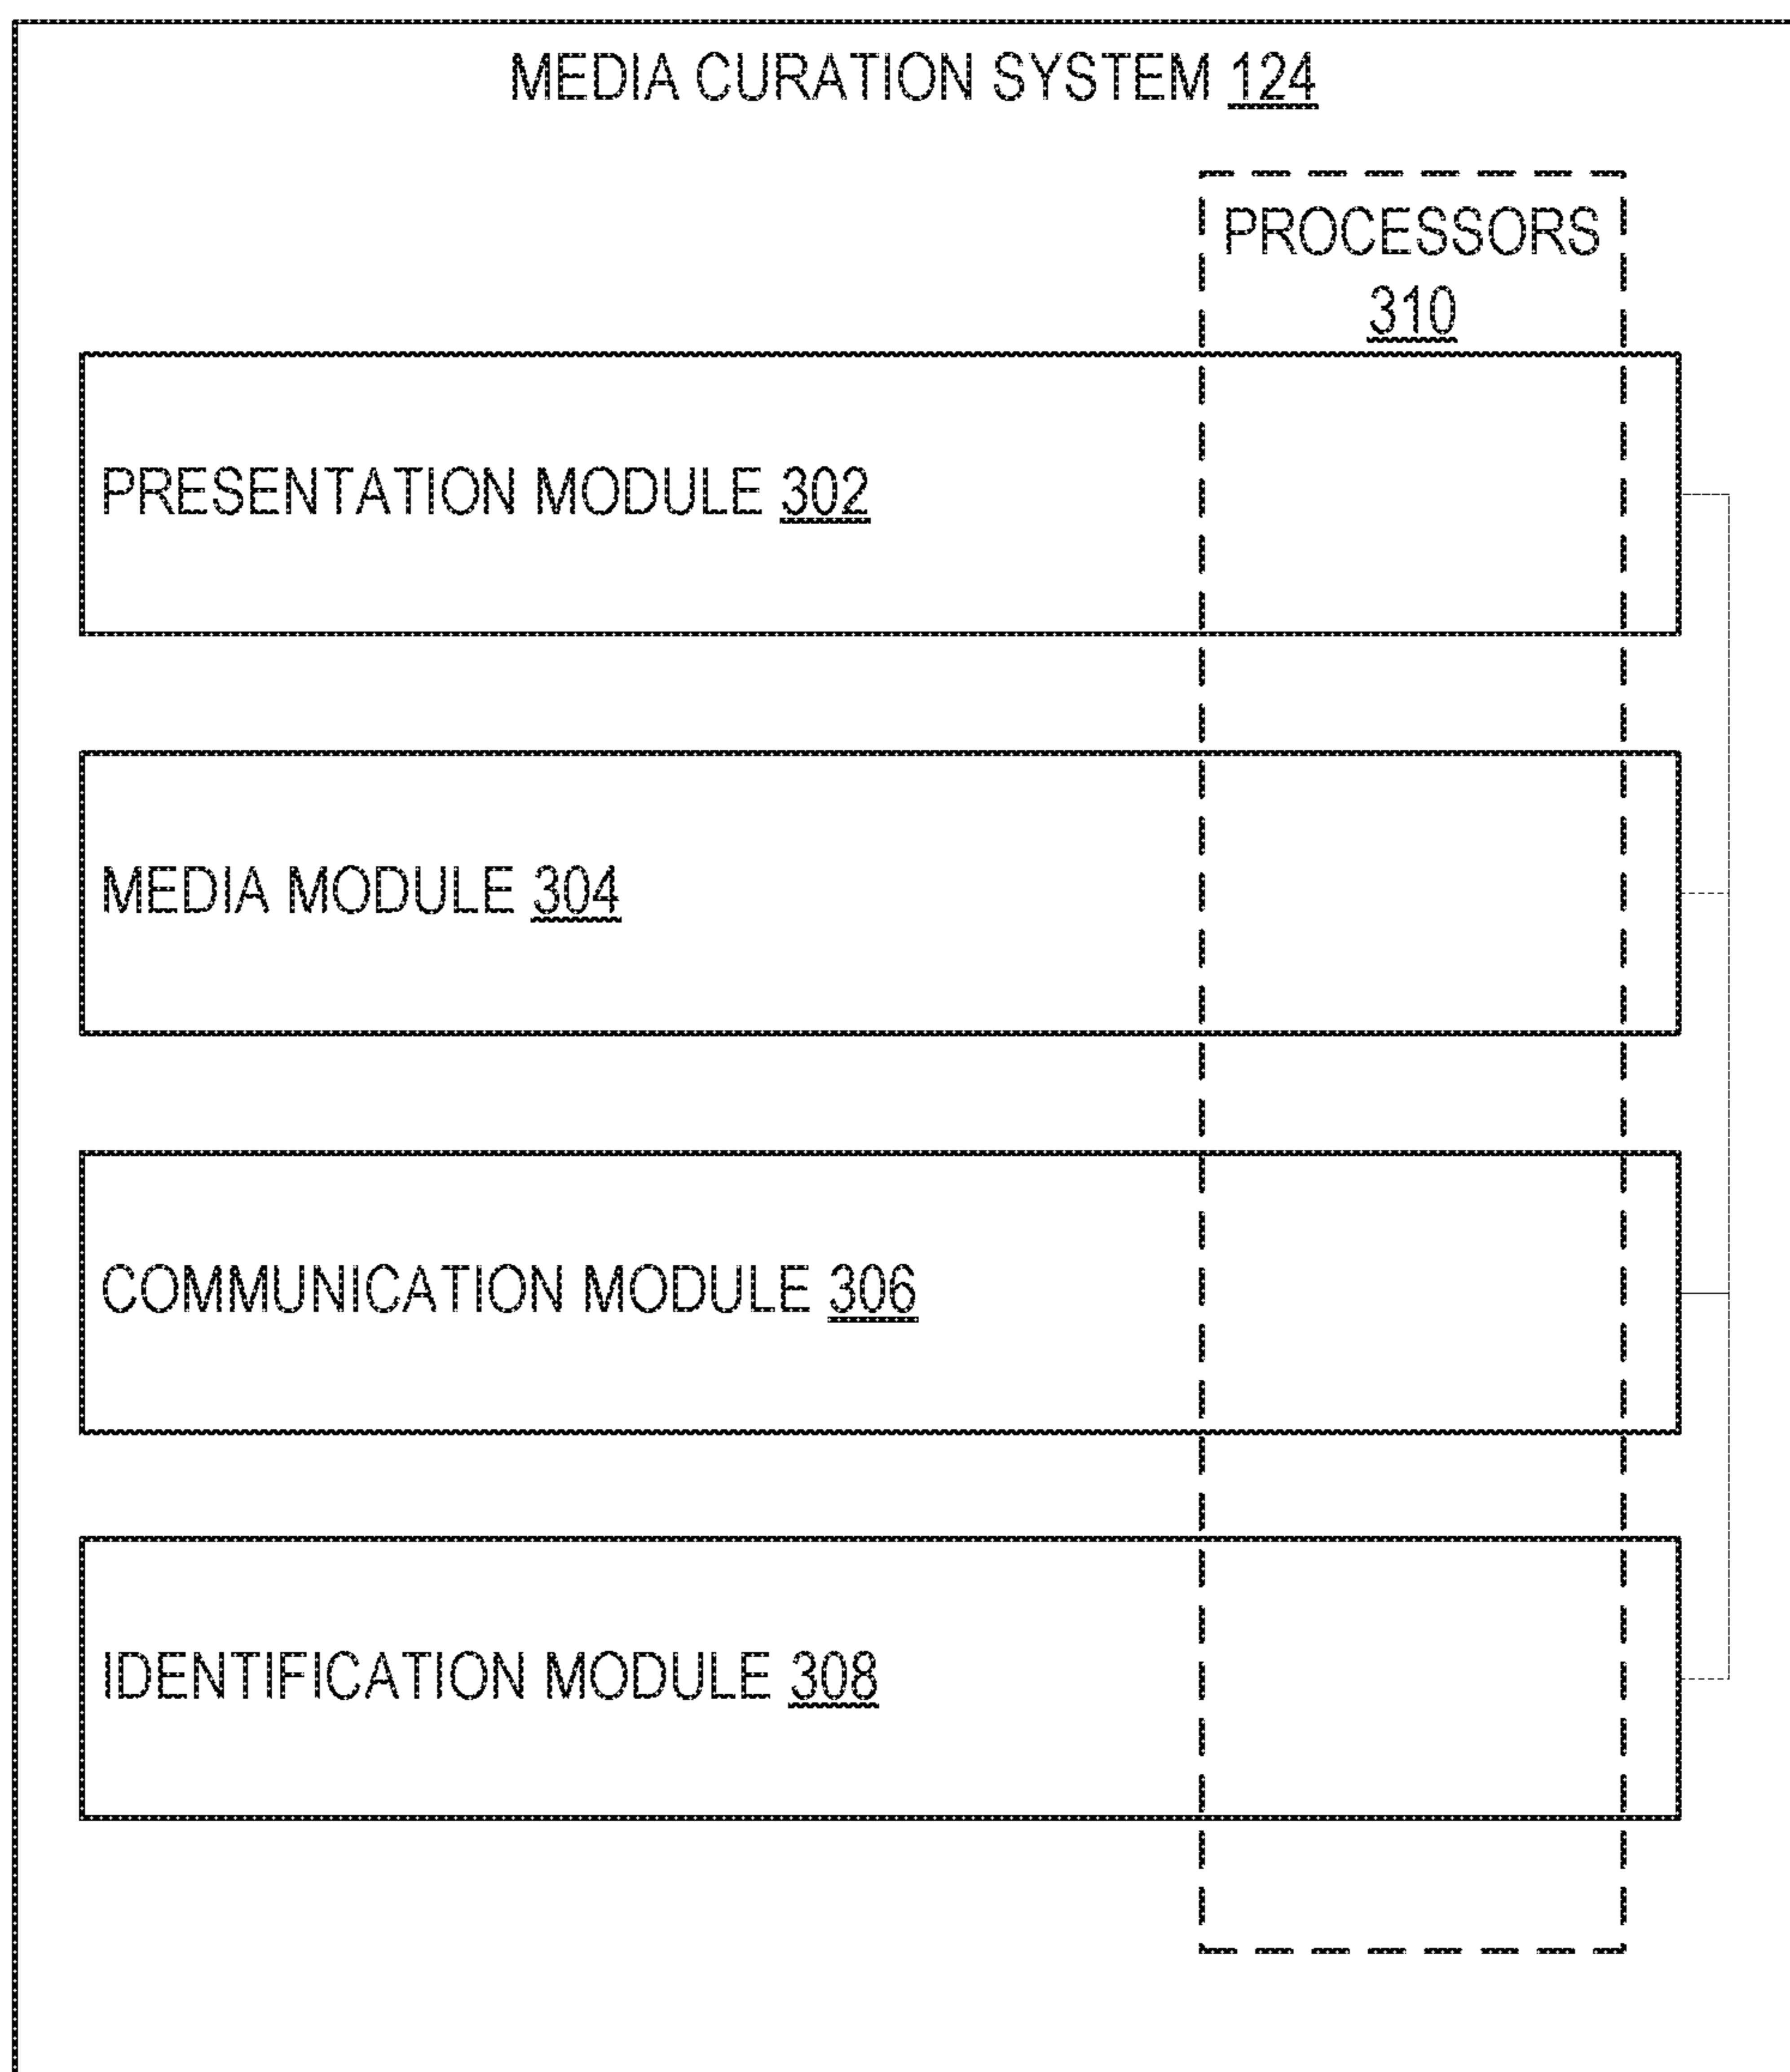 MEDIA CURATION SYSTEM 124
PROCESSORS
310
PRESENTATION MODULE 302
MEDIA MODULE 304
COMMUNICATION MODULE 306
IDENTIFICATION MODULE 308